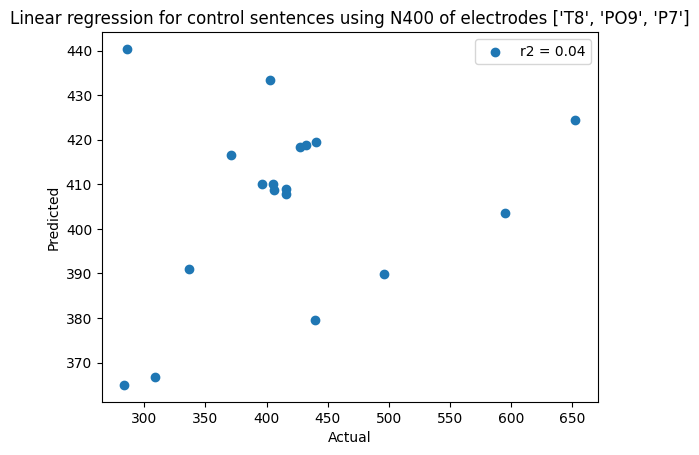 Linear regression for control sentences using N400 of electrodes ['T8', 'PO9', 'P7']
r2 = 0.04
440
430
420
410
400
390
380
370
Predicted
300 350 400 450 500 550 600 650
Actual